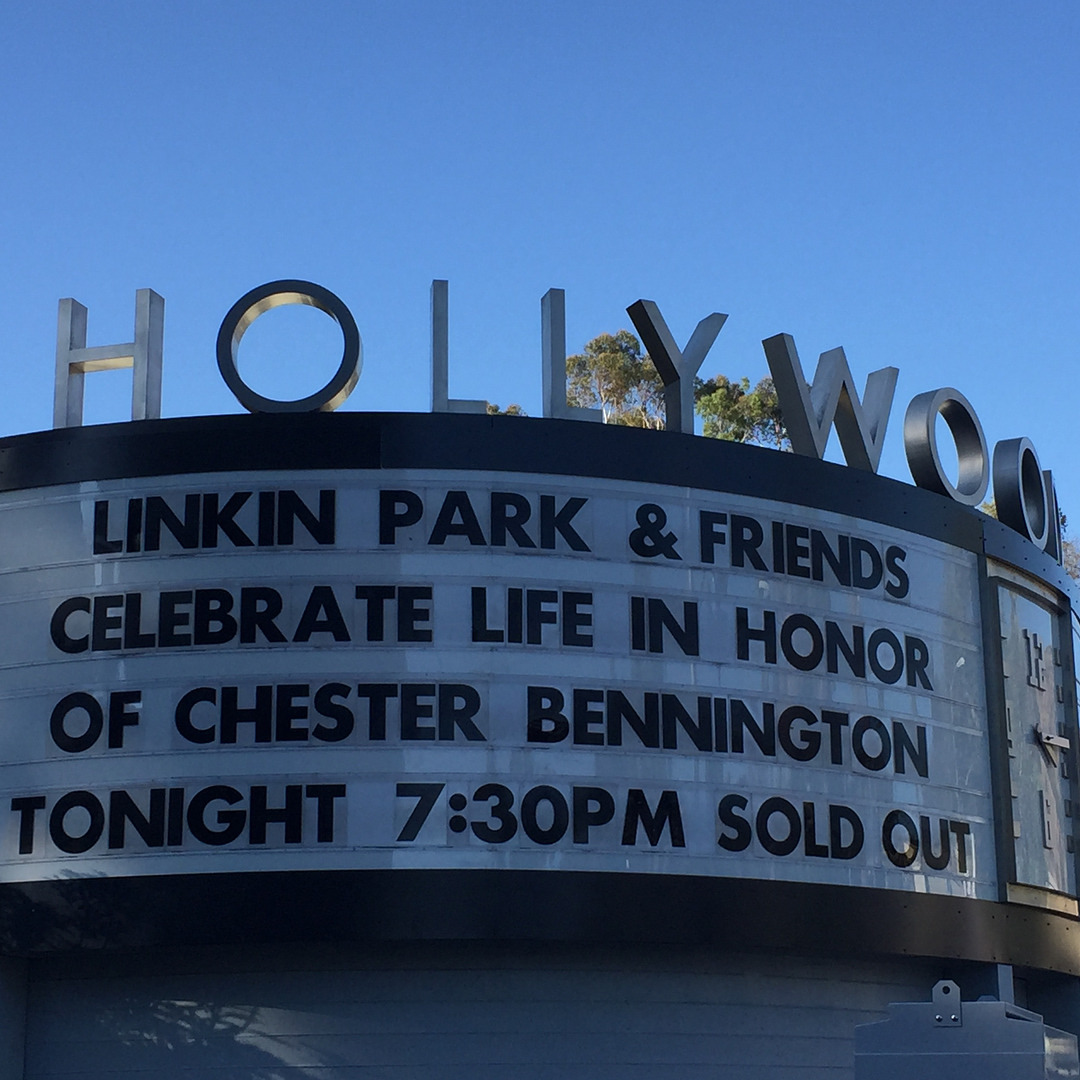 HOLLYWOO
LINKIN PARK & FRIENDS
CELEBRATE LIFE IN HONOR
OF CHESTER BENNINGTON
TONIGHT 7:30PM SOLD OUT